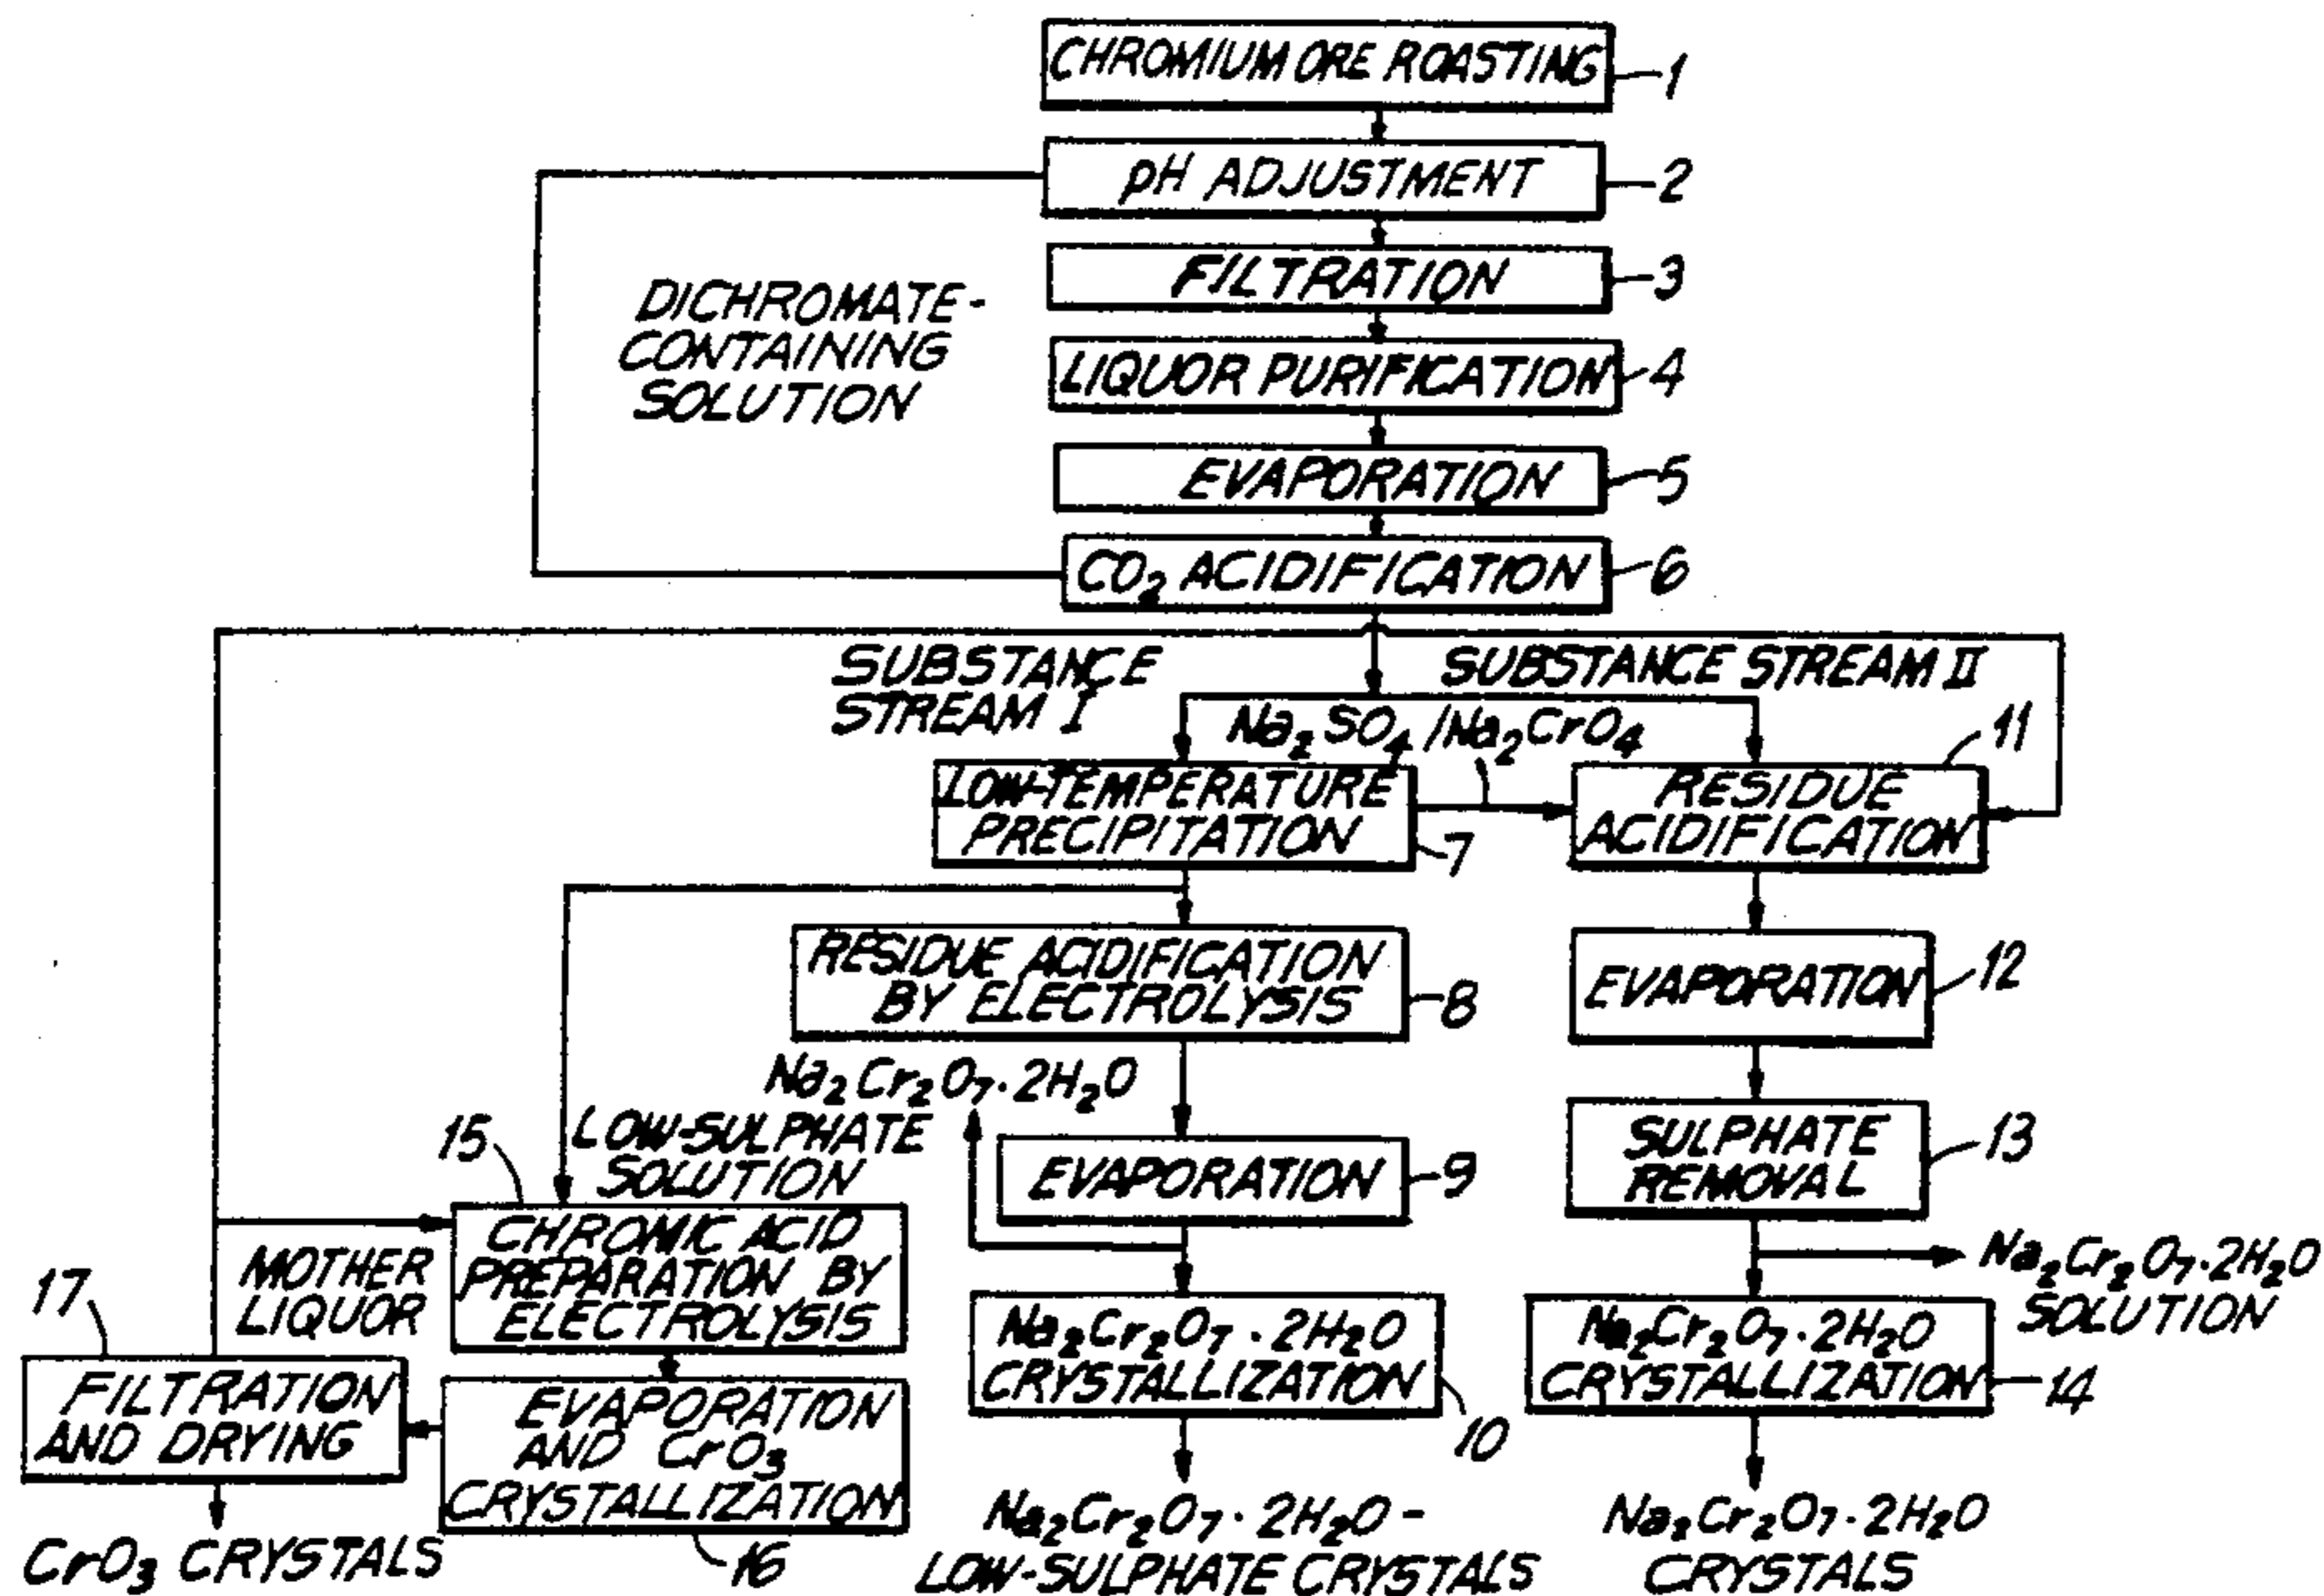 CHROMIUM ORE ROASTING
1
pH ADJUSTMENT
2
FILTRATION
3
DICHROMATE-
CONTAINING
SOLUTION
LIQUOR PURIFICATION
4
EVAPORATION
5
CO₂ ACIDIFICATION
6
SUBSTANCE
STREAM I
SUBSTANCE STREAM II
Na₂SO₄/Na₂CrO₄
11
LOW-TEMPERATURE
PRECIPITATION
7
RESIDUE
ACIDIFICATION
RESIDUE ACIDIFICATION
BY ELECTROLYSIS
8
EVAPORATION
12
Na₂Cr₂O₇·2H₂O
LOW-SULPHATE
SOLUTION
15
EVAPORATION
9
SULPHATE
REMOVAL
13
MOTHER
LIQUOR
CHROMIC ACID
PREPARATION BY
ELECTROLYSIS
Na₂Cr₂O₇·2H₂O
SOLUTION
17
FILTRATION
AND DRYING
EVAPORATION
AND CrO₃
CRYSTALLIZATION
16
Na₂Cr₂O₇·2H₂O
CRYSTALLIZATION
10
Na₂Cr₂O₇·2H₂O
CRYSTALLIZATION
14
CrO₃ CRYSTALS
Na₂Cr₂O₇·2H₂O-
LOW-SULPHATE CRYSTALS
Na₂Cr₂O₇·2H₂O
CRYSTALS